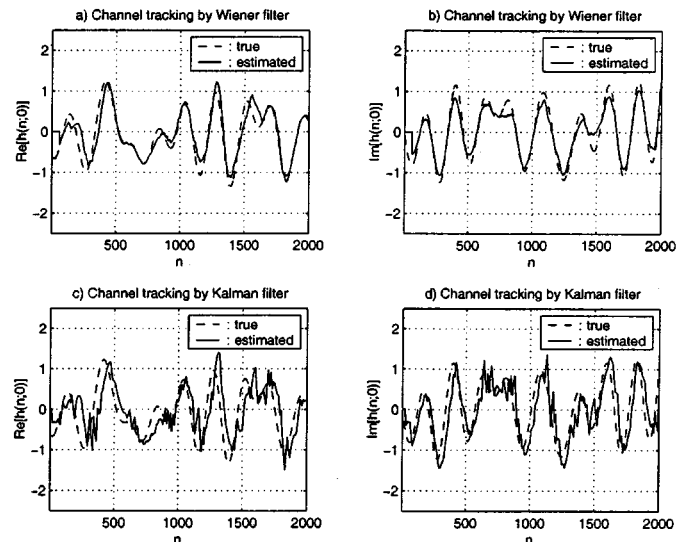 a) Channel tracking by Wiener filter
2
1
0
-1
-2
Re[h(n;0)]
: true
: estimated
500
1000
1500
2000
n
b) Channel tracking by Wiener filter
2
1
0
-1
-2
Im[h(n;0)]
: true
: estimated
500
1000
1500
2000
n
c) Channel tracking by Kalman filter
2
1
0
-1
-2
Re[h(n;0)]
: true
: estimated
500
1000
1500
2000
n
d) Channel tracking by Kalman filter
2
1
0
-1
-2
Im[h(n;0)]
: true
: estimated
500
1000
1500
2000
n